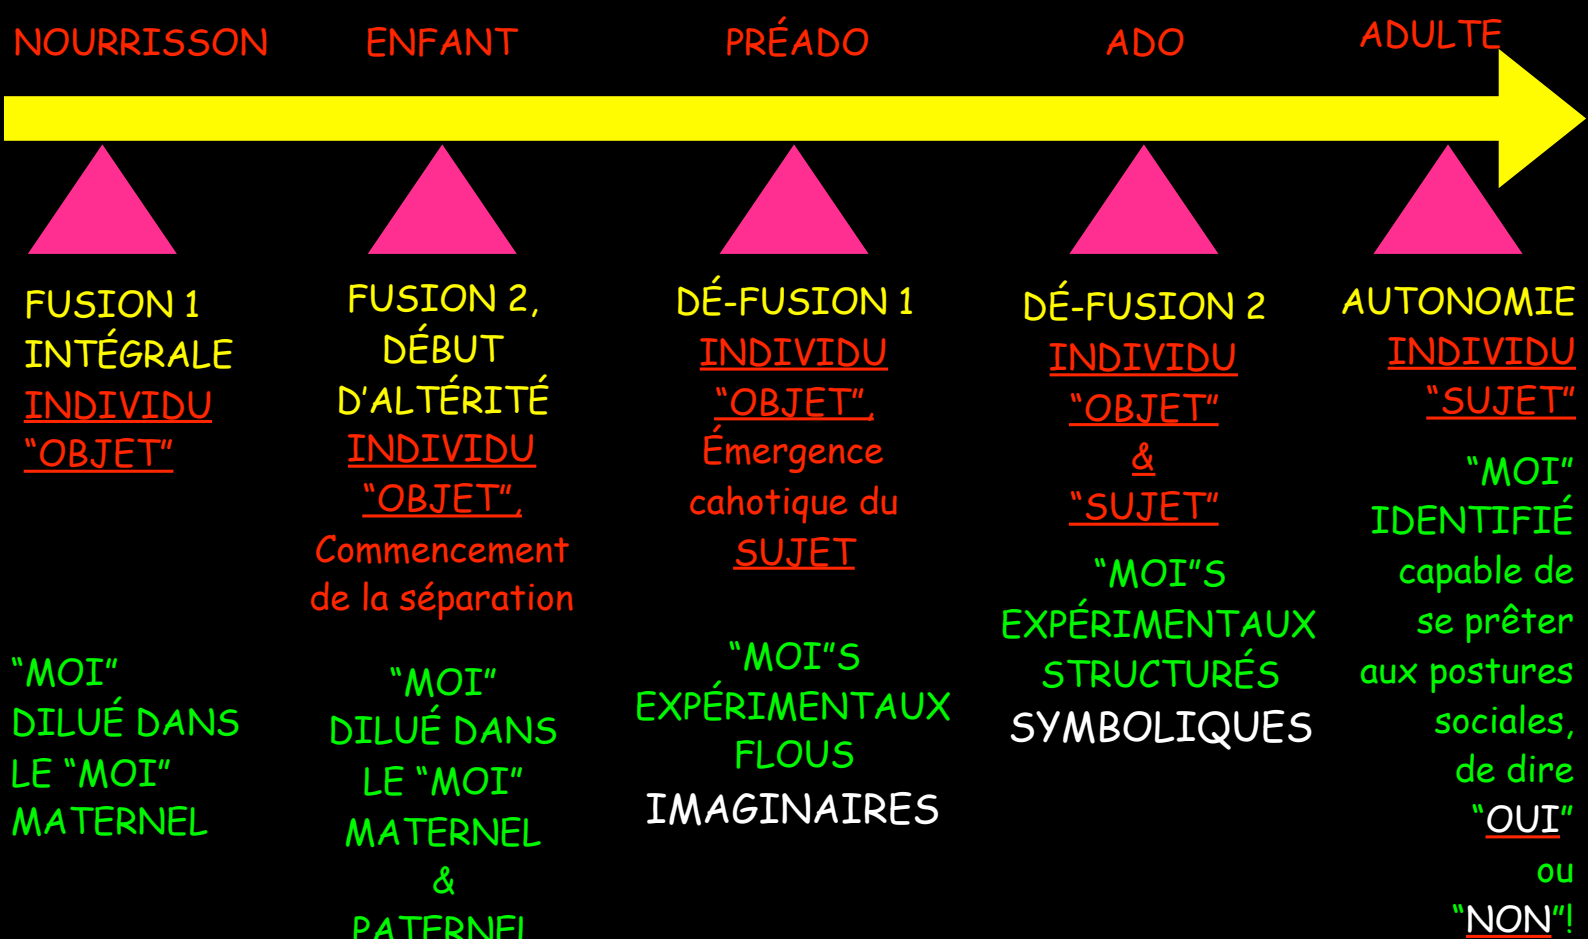 NOURRISSON
ENFANT
PRÉADO
ADO
ADULTE
FUSION 1
INTÉGRALE
INDIVIDU
“OBJET”
“MOI”
DILUÉ DANS
LE “MOI”
MATERNEL
FUSION 2,
DÉBUT
D’ALTÉRITÉ
INDIVIDU
“OBJET”,
Commencement
de la séparation
“MOI”
DILUÉ DANS
LE “MOI”
MATERNEL
&
PATERNEL
DÉ-FUSION 1
INDIVIDU
“OBJET”,
Émergence
cahotique du
SUJET
“MOI”S
EXPÉRIMENTAUX
FLOUS
IMAGINAIRES
DÉ-FUSION 2
INDIVIDU
“OBJET”
&
“SUJET”
“MOI”S
EXPÉRIMENTAUX
STRUCTURÉS
SYMBOLIQUES
AUTONOMIE
INDIVIDU
“SUJET”
“MOI”
IDENTIFIÉ
capable de
se prêter
aux postures
sociales,
de dire
“OUI”
ou
“NON”!